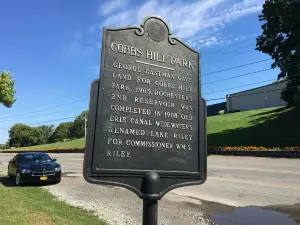 COBBS HILL PARK
GEORGE EASTMAN GAVE
LAND FOR COBBS HILL
PARK, 1905. ROCHESTER'S
2ND RESERVOIR WAS
COMPLETED IN 1908. OLD
ERIE CANAL WIDEWATERS
RENAMED LAKE RILEY
FOR COMMISSIONER WM S.
RILEY.